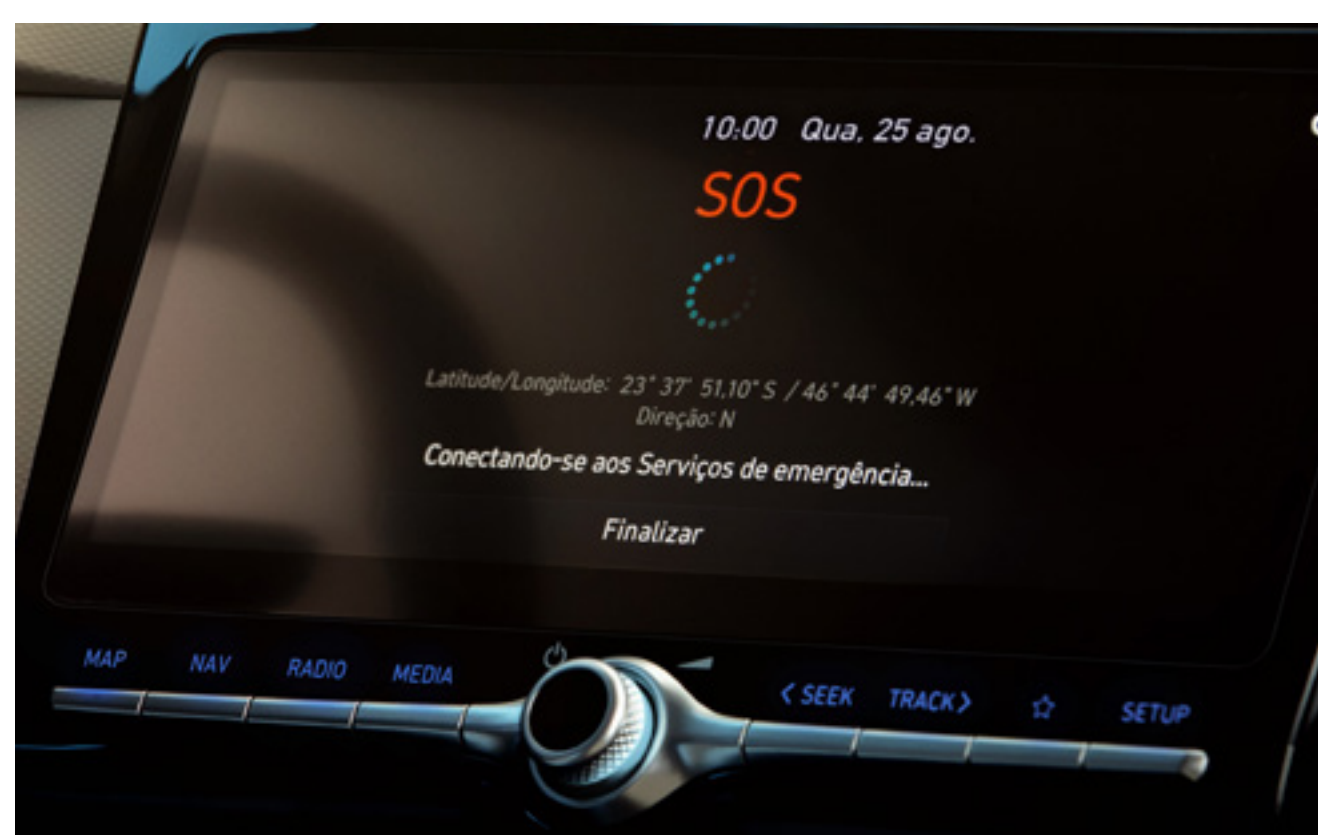 10:00 Qua, 25 ago.
SOS
Latitude/Longitude: 23° 37' 51,10" S / 46° 44' 49,46" W
Direção: N
Conectando-se aos Serviços de emergência...
Finalizar
MAP NAV RADIO MEDIA < SEEK TRACK > SETUP